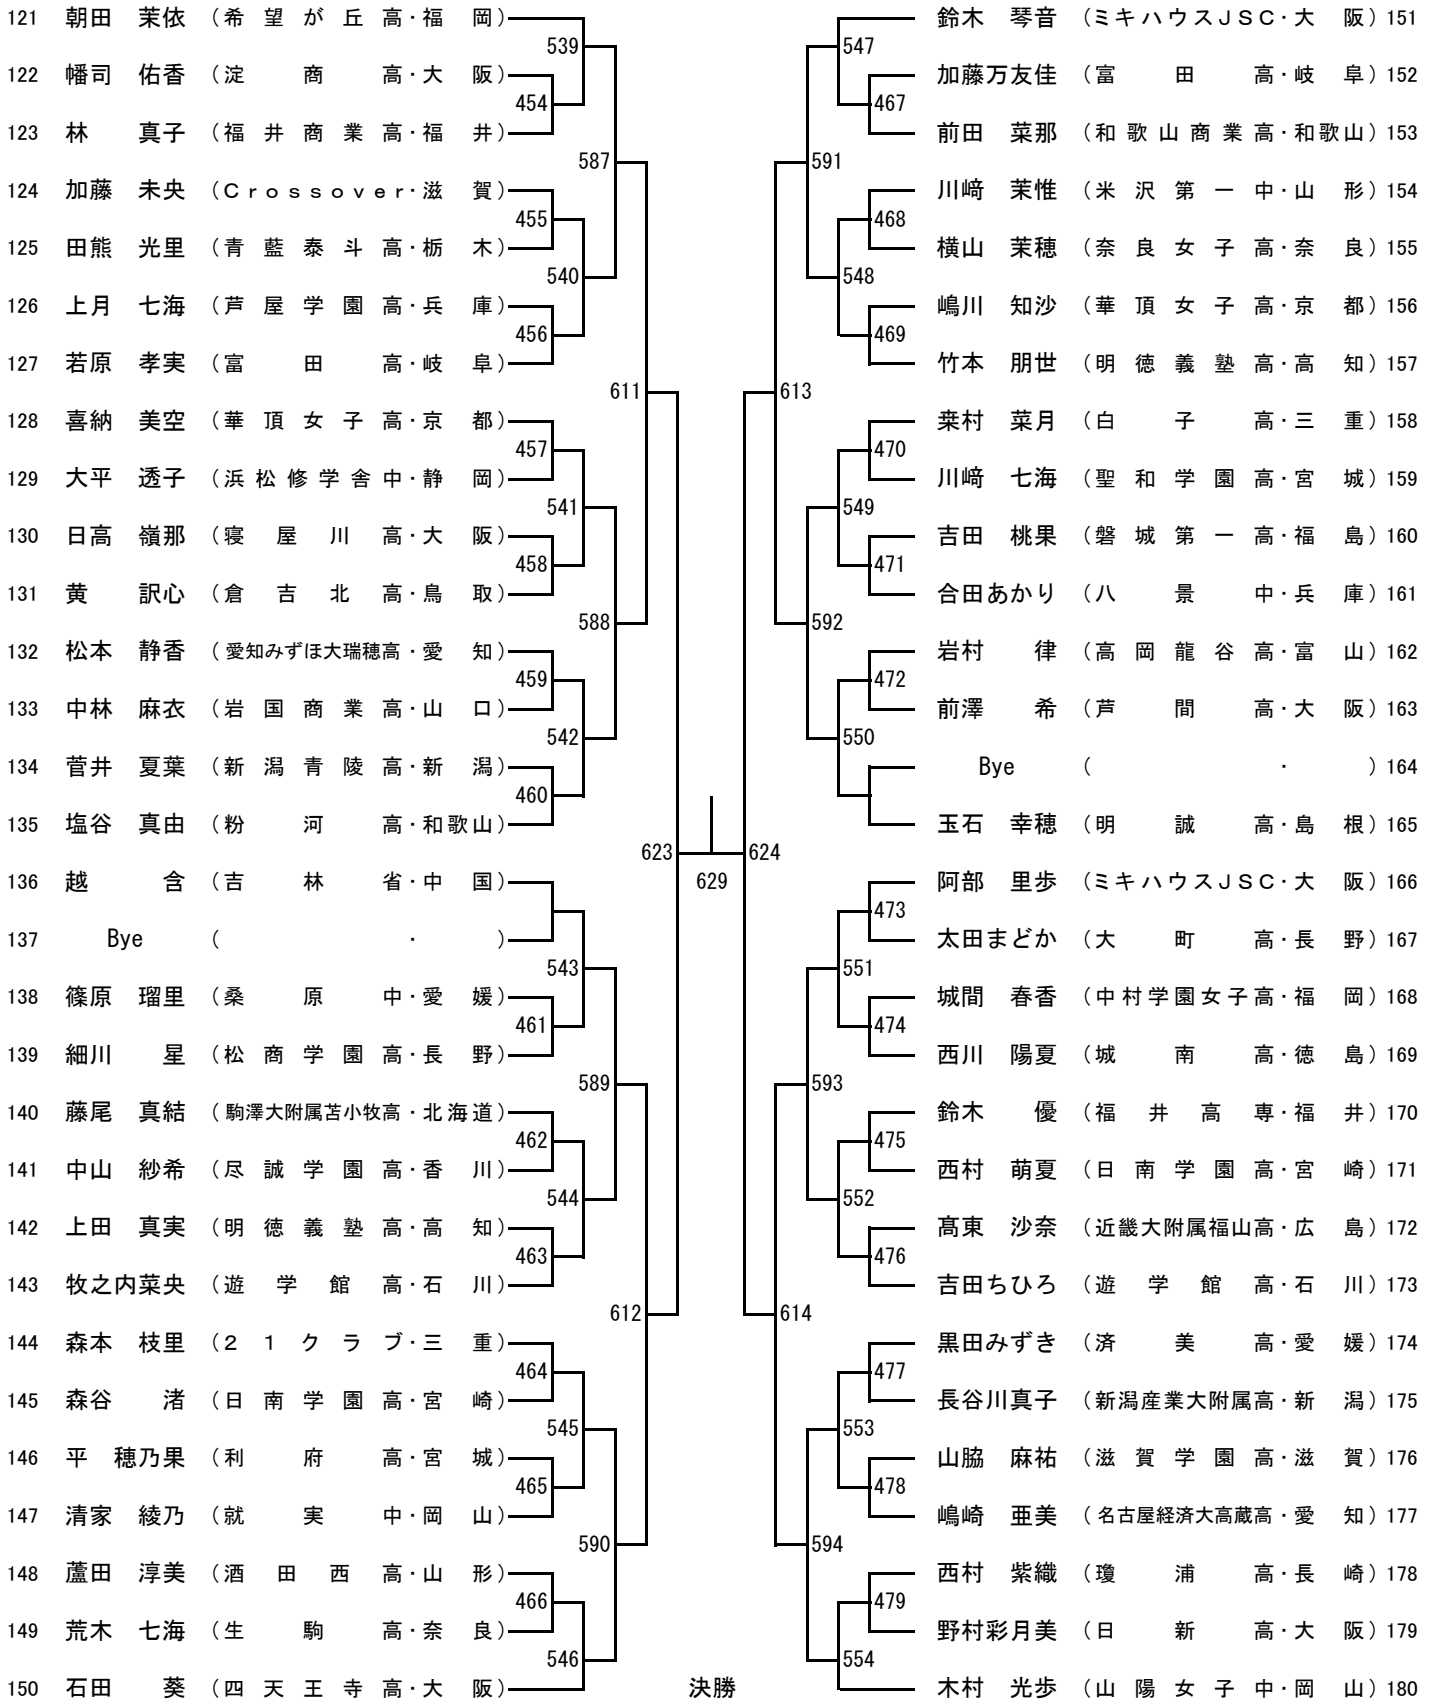 121 朝田 茉依 （希望が丘高・福岡）
122 幡司 佑香 （淀商高・大阪）
123 林 真子 （福井商業高・福井）
124 加藤 未央 （Ｃｒｏｓｓｏｖｅｒ・滋賀）
125 田熊 光里 （青藍泰斗高・栃木）
126 上月 七海 （芦屋学園高・兵庫）
127 若原 孝実 （富田高・岐阜）
128 喜納 美空 （華頂女子高・京都）
129 大平 透子 （浜松修学舎中・静岡）
130 日高 嶺那 （寝屋川高・大阪）
131 黄 訳心 （倉吉北高・鳥取）
132 松本 静香 （愛知みずほ大瑞穂高・愛知）
133 中林 麻衣 （岩国商業高・山口）
134 菅井 夏葉 （新潟青陵高・新潟）
135 塩谷 真由 （粉河高・和歌山）
136 越 含 （吉林省・中国）
137 Bye （ ・ ）
138 篠原 瑠里 （桑原中・愛媛）
139 細川 星 （松商学園高・長野）
140 藤尾 真結 （駒澤大附属苫小牧高・北海道）
141 中山 紗希 （尽誠学園高・香川）
142 上田 真実 （明徳義塾高・高知）
143 牧之内菜央 （遊学館高・石川）
144 森本 枝里 （２１クラブ・三重）
145 森谷 渚 （日南学園高・宮崎）
146 平 穂乃果 （利府高・宮城）
147 清家 綾乃 （就実中・岡山）
148 蘆田 淳美 （酒田西高・山形）
149 荒木 七海 （生駒高・奈良）
150 石田 葵 （四天王寺高・大阪）
539
454
587
455
540
456
611
457
541
458
588
459
542
460
623
543
461
589
462
544
463
612
464
545
465
590
466
546
629
決勝
547
467
591
468
548
469
613
470
549
471
592
472
550
624
473
551
474
593
475
552
476
614
477
553
478
594
479
554
鈴木 琴音 （ミキハウスＪＳＣ・大阪）151
加藤万友佳 （富田高・岐阜）152
前田 菜那 （和歌山商業高・和歌山）153
川﨑 茉惟 （米沢第一中・山形）154
横山 茉穂 （奈良女子高・奈良）155
嶋川 知沙 （華頂女子高・京都）156
竹本 朋世 （明徳義塾高・高知）157
桒村 菜月 （白子高・三重）158
川﨑 七海 （聖和学園高・宮城）159
吉田 桃果 （磐城第一高・福島）160
合田あかり （八景中・兵庫）161
岩村 律 （高岡龍谷高・富山）162
前澤 希 （芦間高・大阪）163
Bye （ ・ ）164
玉石 幸穂 （明誠高・島根）165
阿部 里歩 （ミキハウスＪＳＣ・大阪）166
太田まどか （大町高・長野）167
城間 春香 （中村学園女子高・福岡）168
西川 陽夏 （城南高・徳島）169
鈴木 優 （福井高専・福井）170
西村 萌夏 （日南学園高・宮崎）171
髙東 沙奈 （近畿大附属福山高・広島）172
吉田ちひろ （遊学館高・石川）173
黒田みずき （済美高・愛媛）174
長谷川真子 （新潟産業大附属高・新潟）175
山脇 麻祐 （滋賀学園高・滋賀）176
嶋崎 亜美 （名古屋経済大高蔵高・愛知）177
西村 紫織 （瓊浦高・長崎）178
野村彩月美 （日新高・大阪）179
木村 光歩 （山陽女子中・岡山）180